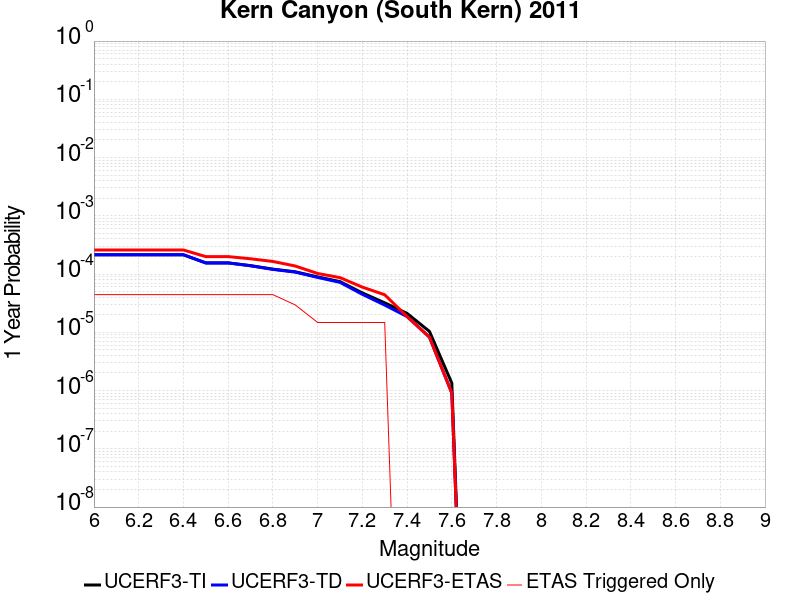 Kern Canyon (South Kern) 2011
10^0
10^-1
10^-2
10^-3
10^-4
10^-5
10^-6
10^-7
10^-8
1 Year Probability
6 6.2 6.4 6.6 6.8 7 7.2 7.4 7.6 7.8 8 8.2 8.4 8.6 8.8 9
Magnitude
UCERF3-TI UCERF3-TD UCERF3-ETAS ETAS Triggered Only